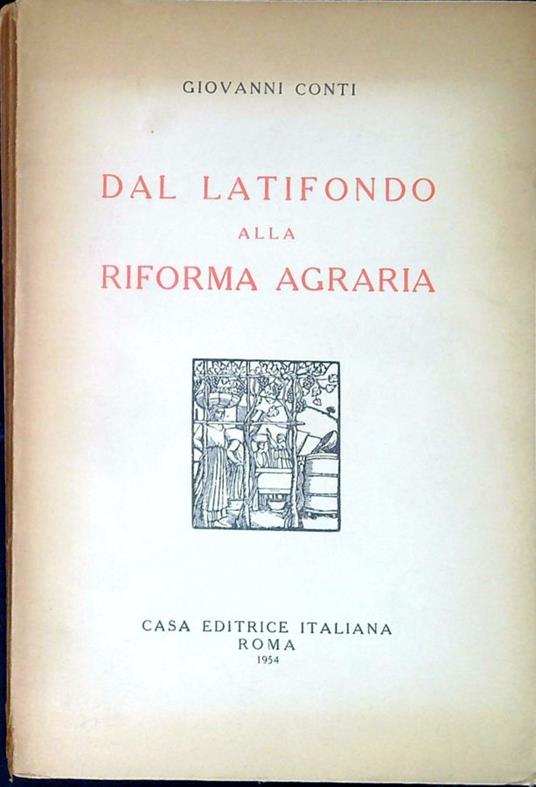 GIOVANNI CONTI
DAL LATIFONDO
ALLA
RIFORMA AGRARIA
CASA EDITRICE ITALIANA
ROMA
1954